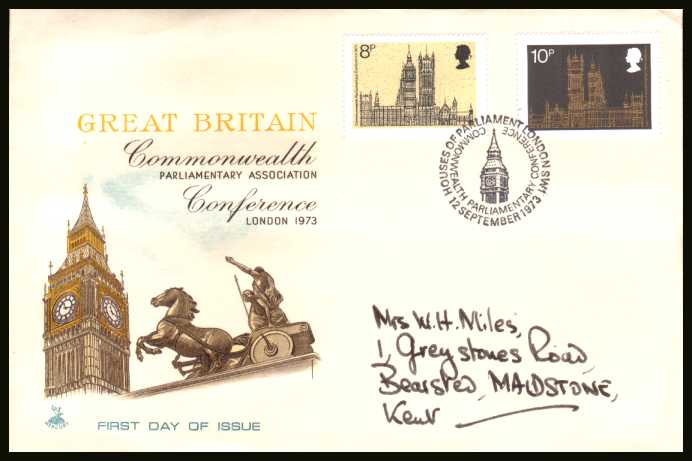 8P
10P
HOUSES OF PARLIAMENT LONDON SW1
COMMONWEALTH PARLIAMENTARY CONFERENCE
12 SEPTEMBER 1973
GREAT BRITAIN
Commonwealth
PARLIAMENTARY ASSOCIATION
Conference
LONDON 1973
Mrs W.H. Miles,
1, Greystones Road,
Bearsted, MAIDSTONE,
Kent
MERCURY
FIRST DAY OF ISSUE